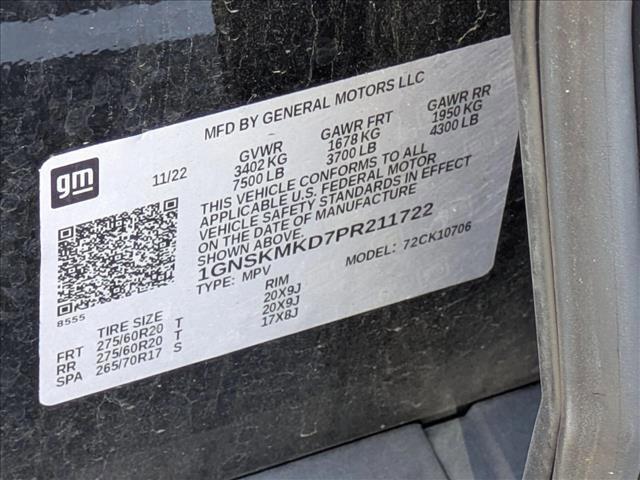 MFD BY GENERAL MOTORS LLC
gm
11/22
GVWR GAWR FRT GAWR RR
3402 KG 1678 KG 1950 KG
7500 LB 3700 LB 4300 LB
THIS VEHICLE CONFORMS TO ALL
APPLICABLE U.S. FEDERAL MOTOR
VEHICLE SAFETY STANDARDS IN EFFECT
ON THE DATE OF MANUFACTURE
SHOWN ABOVE.
1GNSKMKD7PR211722
TYPE: MPV MODEL: 72CK10706
8555
TIRE SIZE RIM
FRT 275/60R20 T 20X9J
RR 275/60R20 T 20X9J
SPA 265/70R17 S 17X8J